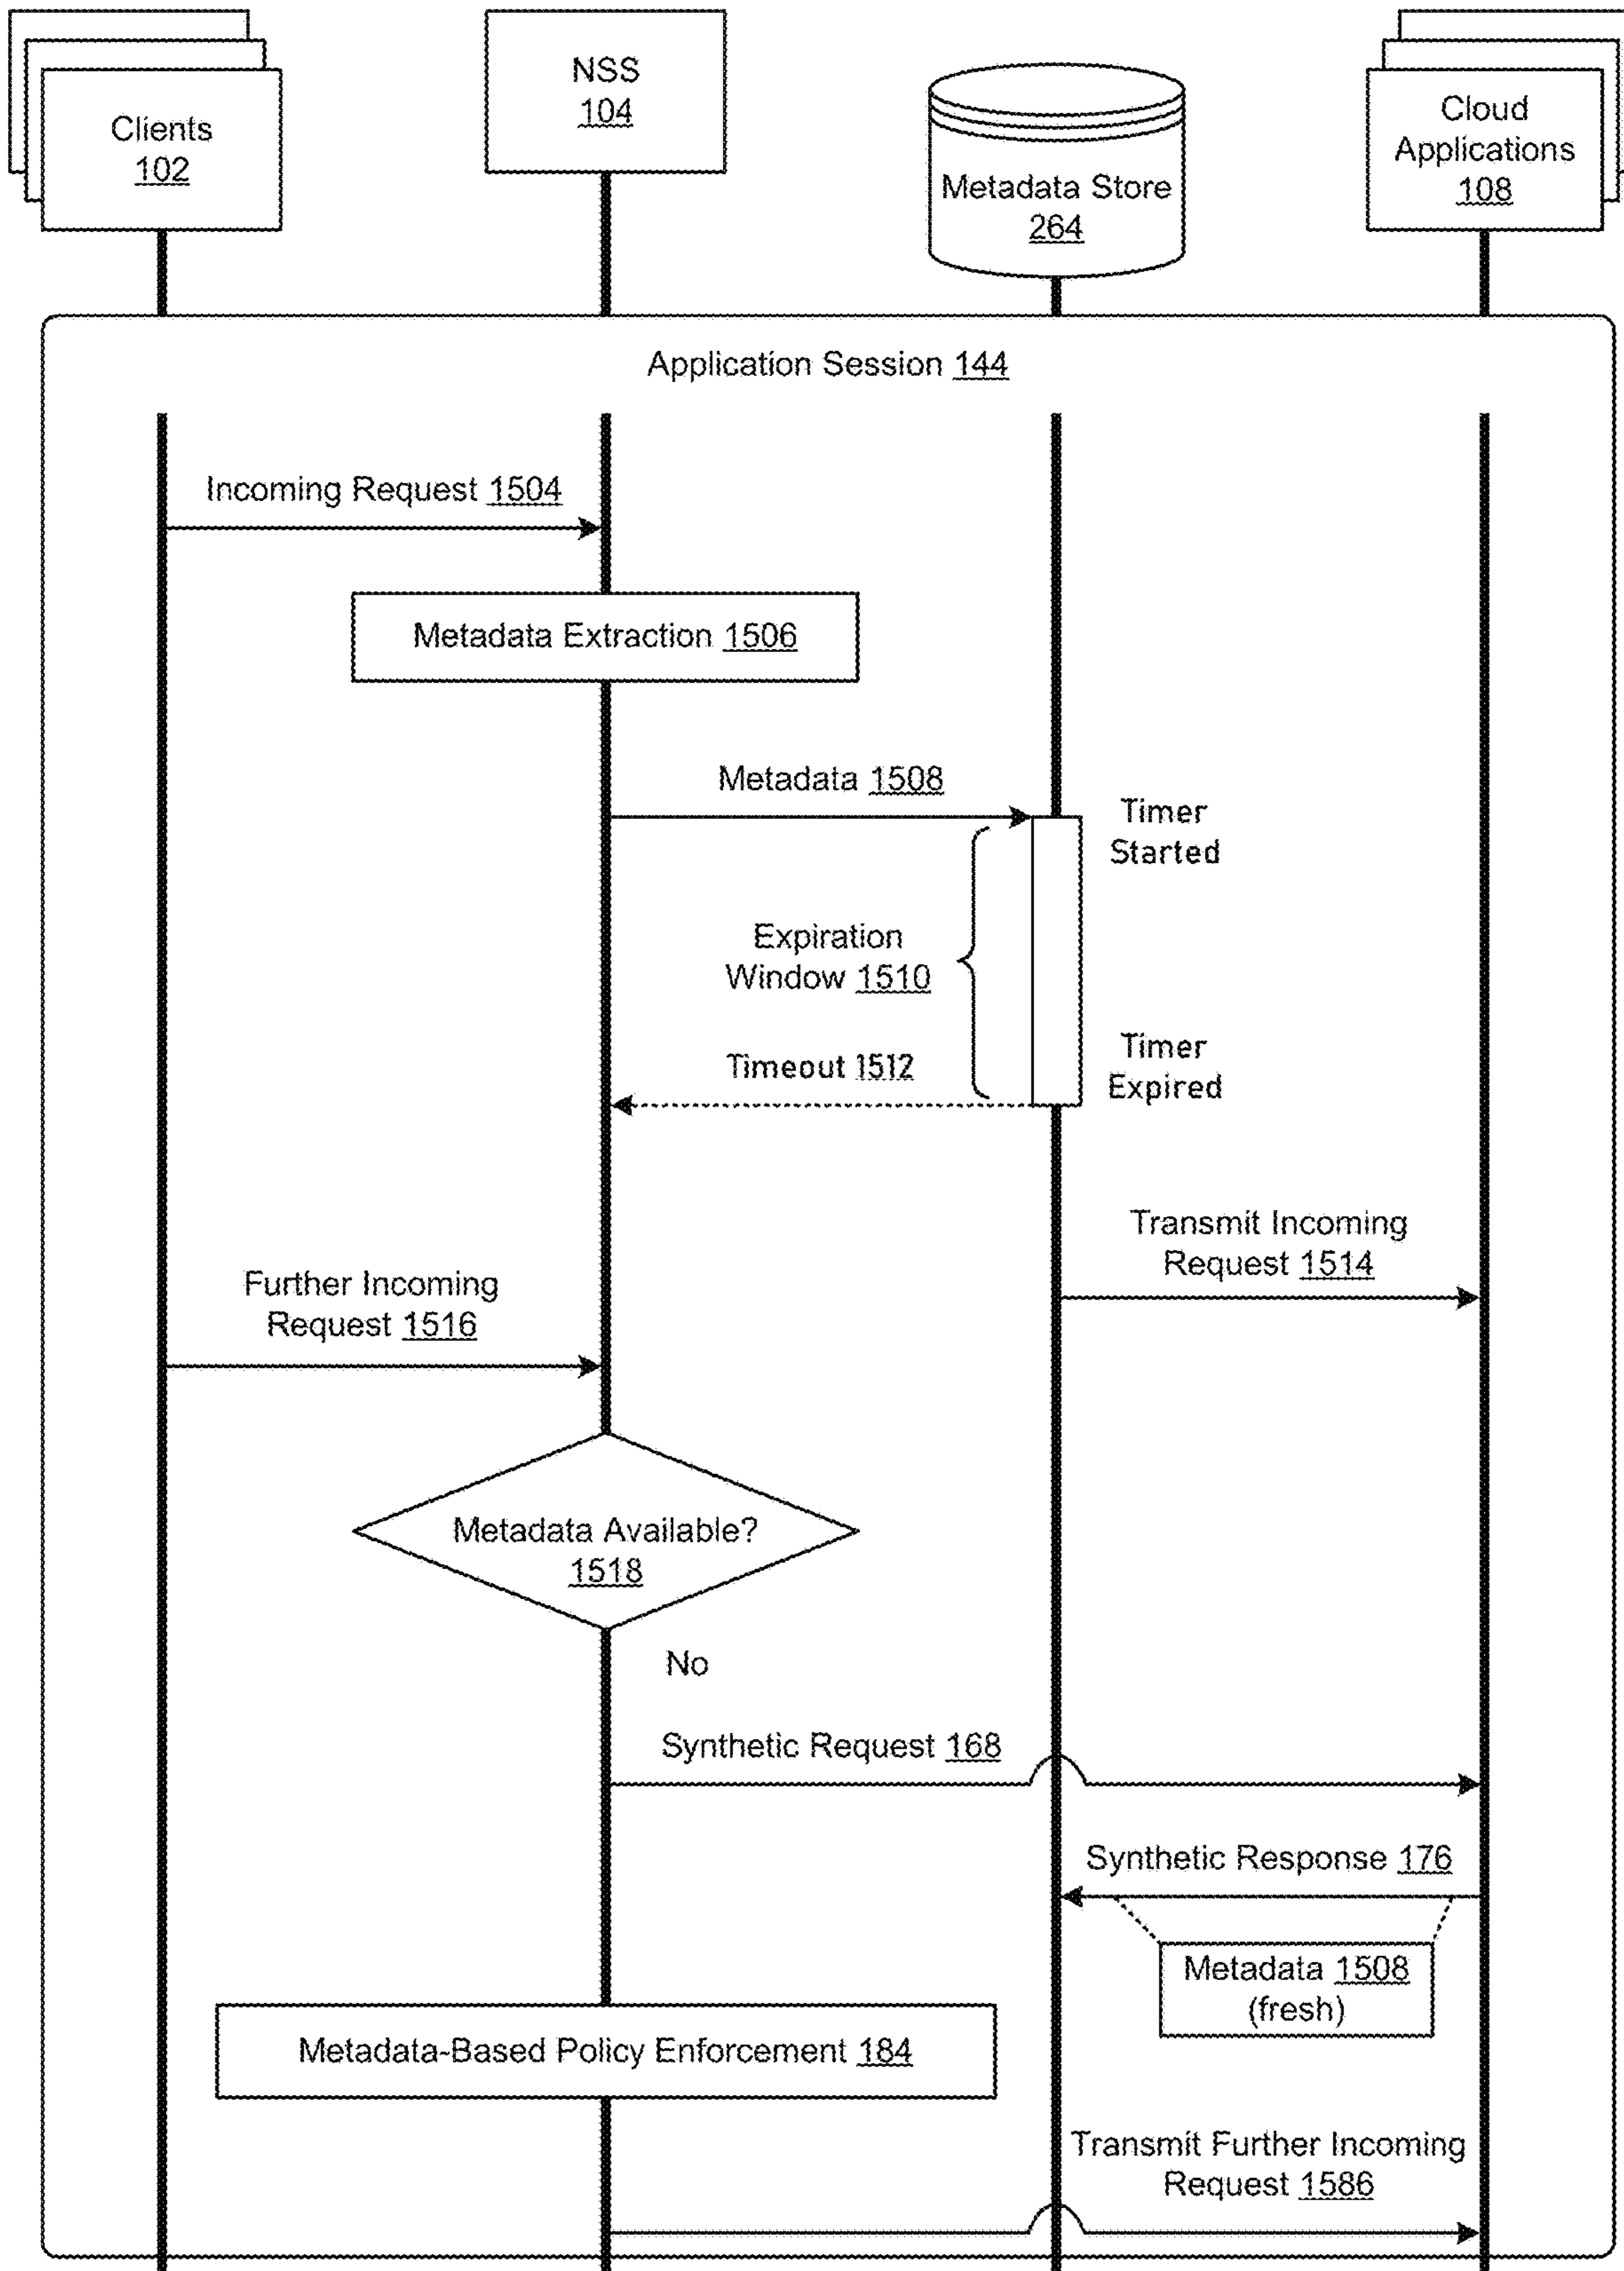 Clients
102
NSS
104
Metadata Store
264
Cloud
Applications
108
Application Session 144
Incoming Request 1504
Metadata Extraction 1506
Metadata 1508
Timer
Started
Expiration
Window 1510
Timeout 1512
Timer
Expired
Transmit Incoming
Request 1514
Further Incoming
Request 1516
Metadata Available?
1518
No
Synthetic Request 168
Synthetic Response 176
Metadata 1508
(fresh)
Metadata-Based Policy Enforcement 184
Transmit Further Incoming
Request 1586